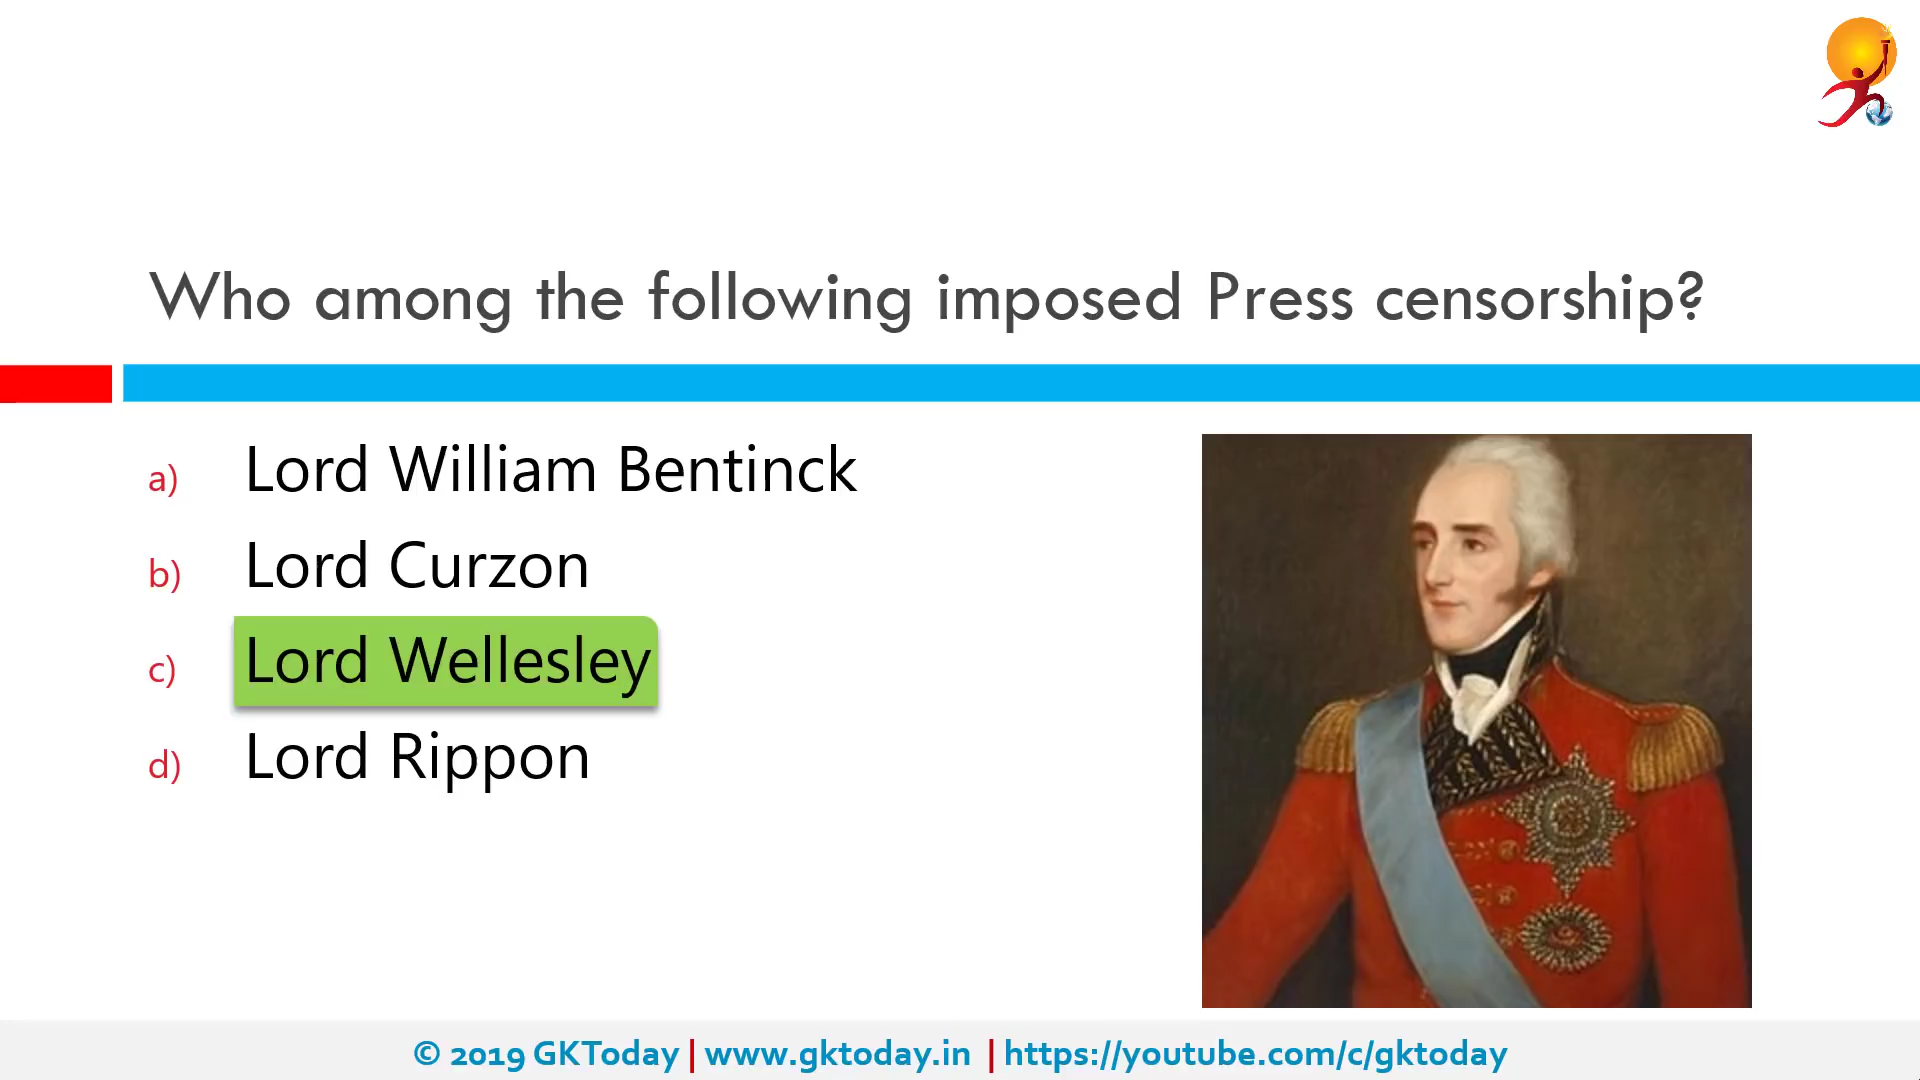 Who among the following imposed Press censorship?
a) Lord William Bentinck
b) Lord Curzon
c) Lord Wellesley
d) Lord Rippon
© 2019 GKToday | www.gktoday.in | https://youtube.com/c/gktoday